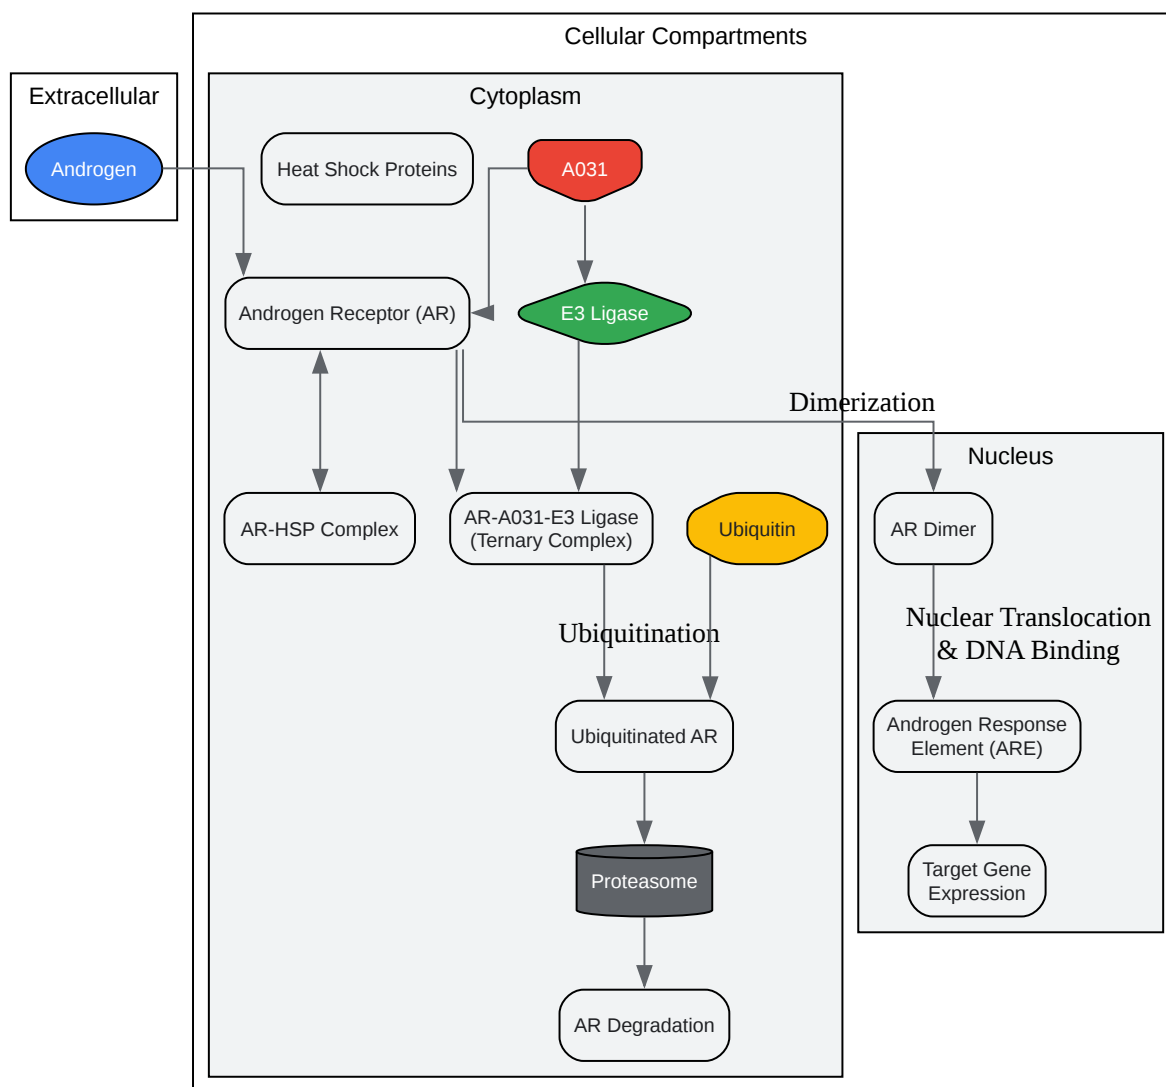 Cellular Compartments
Extracellular
Cytoplasm
Androgen
Heat Shock Proteins
A031
Androgen Receptor (AR)
E3 Ligase
Dimerization
Nucleus
AR-HSP Complex
AR-A031-E3 Ligase
(Ternary Complex)
Ubiquitin
AR Dimer
Ubiquitination
Nuclear Translocation
& DNA Binding
Ubiquitinated AR
Androgen Response
Element (ARE)
Proteasome
Target Gene
Expression
AR Degradation